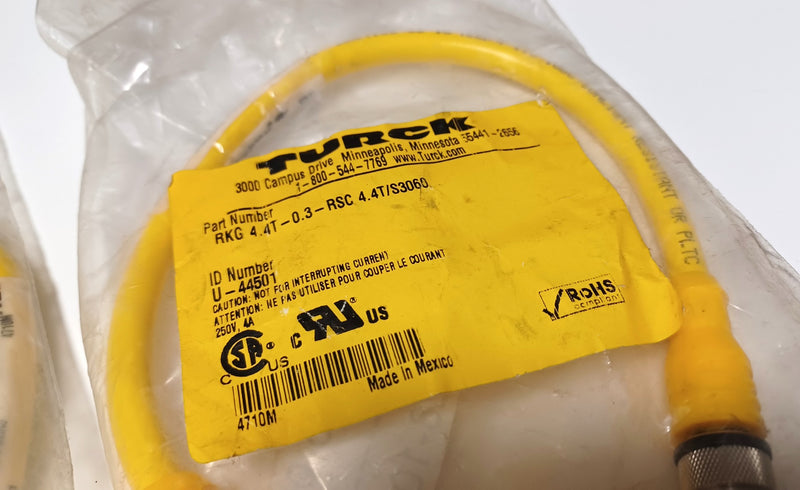 TURCK
3000 Campus Drive Minneapolis, Minnesota 55441-2656
1-800-544-7769 www.Turck.com
Part Number
RKG 4.4T-0.3-RSC 4.4T/S3060
ID Number
U-44501
CAUTION: NOT FOR INTERRUPTING CURRENT
ATTENTION: NE PAS UTILISER POUR COUPER LE COURANT
250V, 4A
CSA ® C US
C UR ® US
RoHS
compliant
4710M
Made In Mexico
OR PLTC